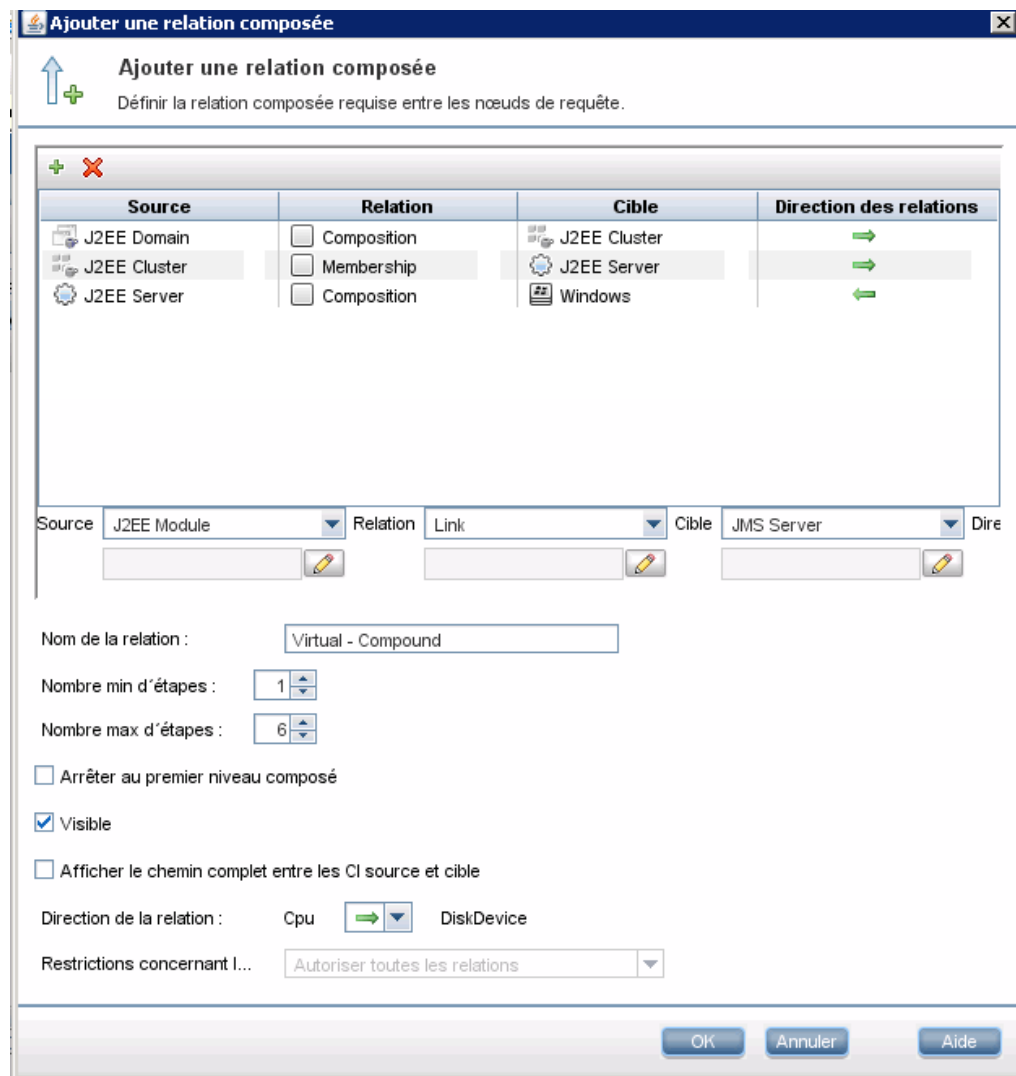 Ajouter une relation composée
Ajouter une relation composée
Définir la relation composée requise entre les nœuds de requête.
Source Relation Cible Direction des relations
J2EE Domain Composition J2EE Cluster
J2EE Cluster Membership J2EE Server
J2EE Server Composition Windows
Source J2EE Module Relation Link Cible JMS Server Dire
Nom de la relation : Virtual - Compound
Nombre min d´étapes : 1
Nombre max d´étapes : 6
Arrêter au premier niveau composé
Visible
Afficher le chemin complet entre les CI source et cible
Direction de la relation : Cpu DiskDevice
Restrictions concernant l... Autoriser toutes les relations
OK Annuler Aide